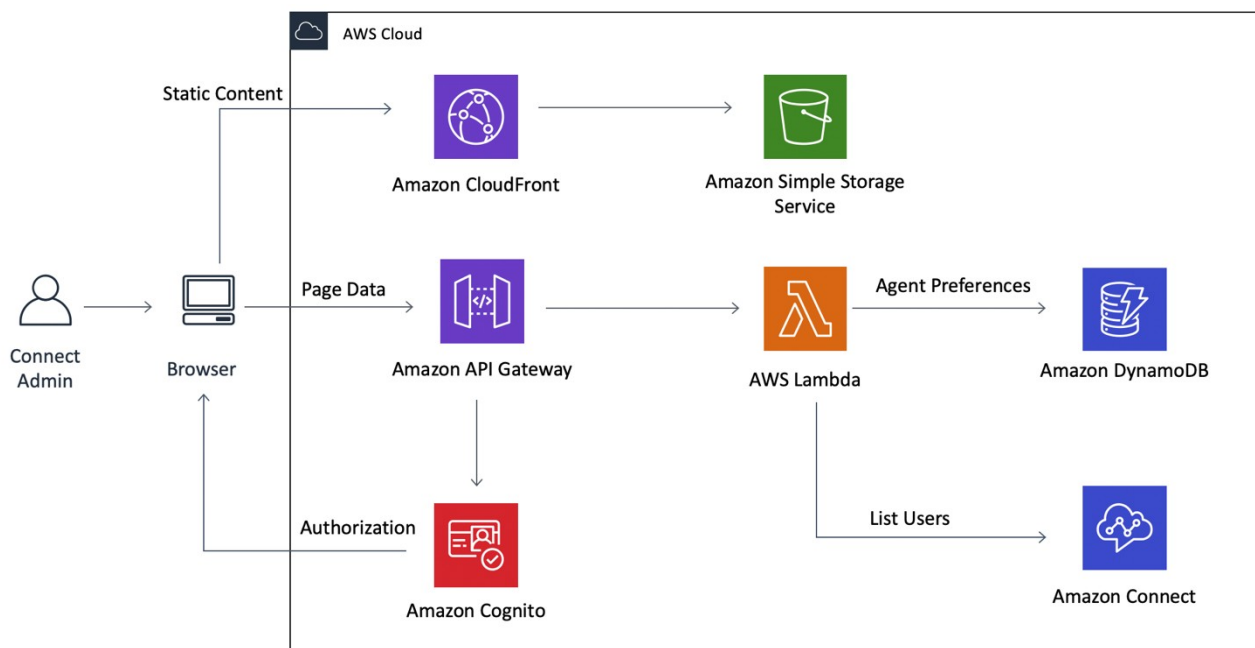 AWS Cloud
Static Content
Amazon CloudFront
Amazon Simple Storage
Service
Page Data
Agent Preferences
Connect
Admin
Browser
Amazon API Gateway
AWS Lambda
Amazon DynamoDB
Authorization
List Users
Amazon Cognito
Amazon Connect